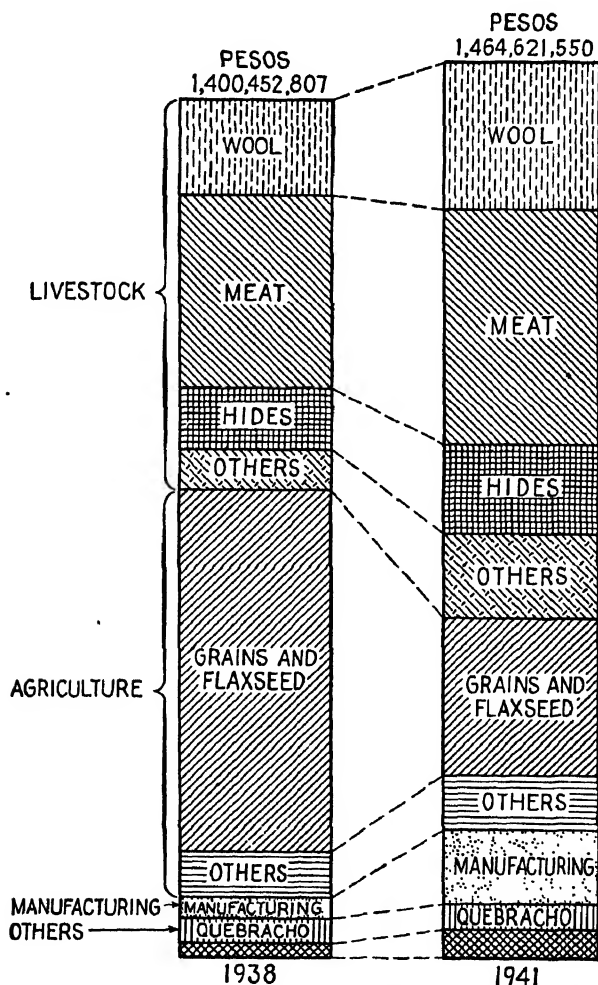 PESOS
1,400,452,807
PESOS
1,464,621,550
LIVESTOCK
AGRICULTURE
MANUFACTURING
OTHERS
WOOL
MEAT
HIDES
OTHERS
GRAINS AND
FLAXSEED
OTHERS
MANUFACTURING
QUEBRACHO
1938
WOOL
MEAT
HIDES
OTHERS
GRAINS AND
FLAXSEED
OTHERS
MANUFACTURING
QUEBRACHO
1941